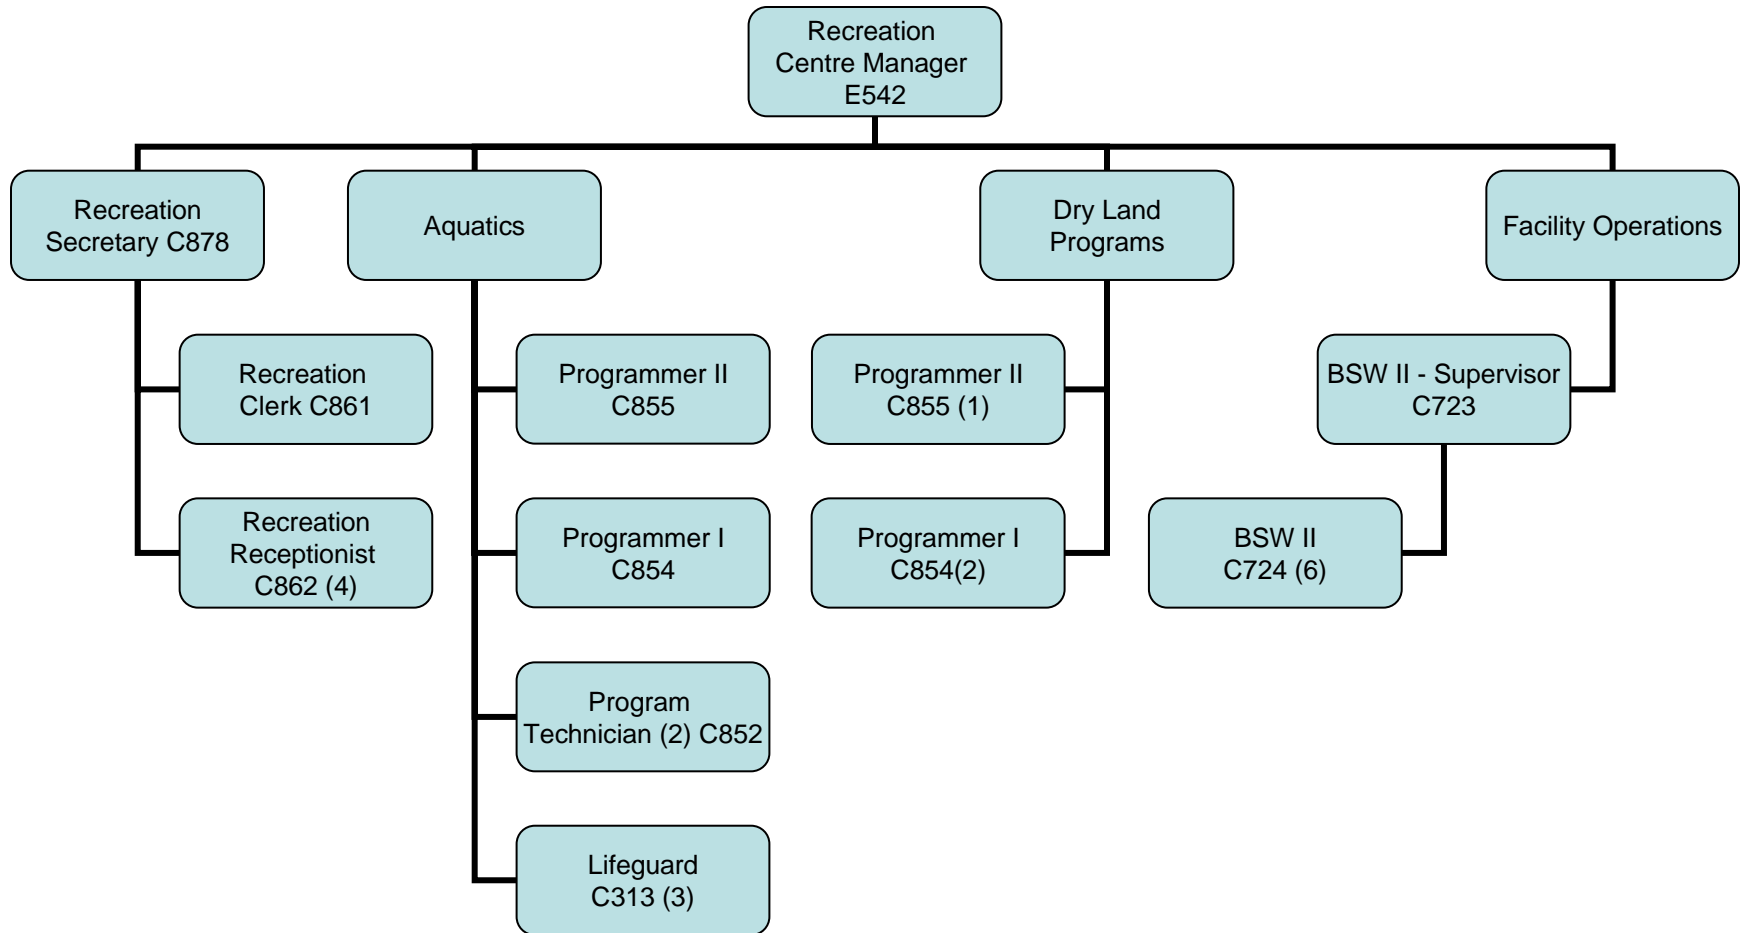 Recreation
Centre Manager
E542
Recreation
Secretary C878
Aquatics
Dry Land
Programs
Facility Operations
Recreation
Clerk C861
Programmer II
C855
Programmer II
C855 (1)
BSW II - Supervisor
C723
Recreation
Receptionist
C862 (4)
Programmer I
C854
Programmer I
C854(2)
BSW II
C724 (6)
Program
Technician (2) C852
Lifeguard
C313 (3)